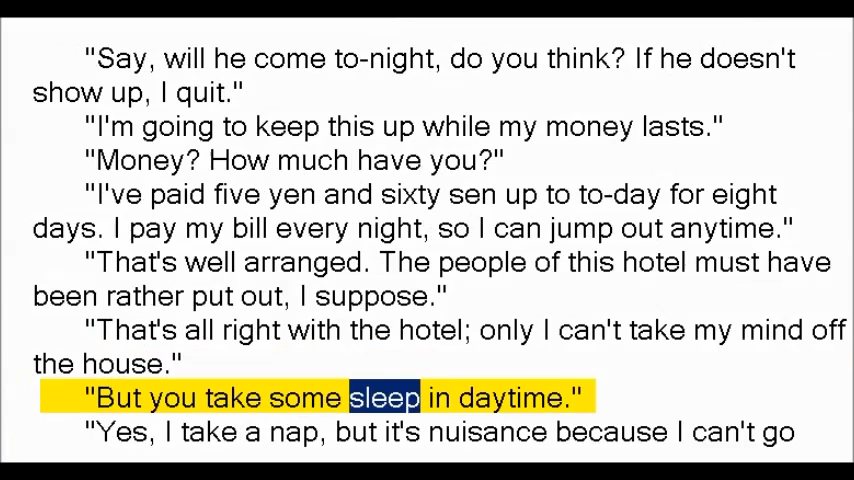 "Say, will he come to-night, do you think? If he doesn't
show up, I quit."
"I'm going to keep this up while my money lasts."
"Money? How much have you?"
"I've paid five yen and sixty sen up to to-day for eight
days. I pay my bill every night, so I can jump out anytime."
"That's well arranged. The people of this hotel must have
been rather put out, I suppose."
"That's all right with the hotel; only I can't take my mind off
the house."
"But you take some sleep in daytime."
"Yes, I take a nap, but it's nuisance because I can't go